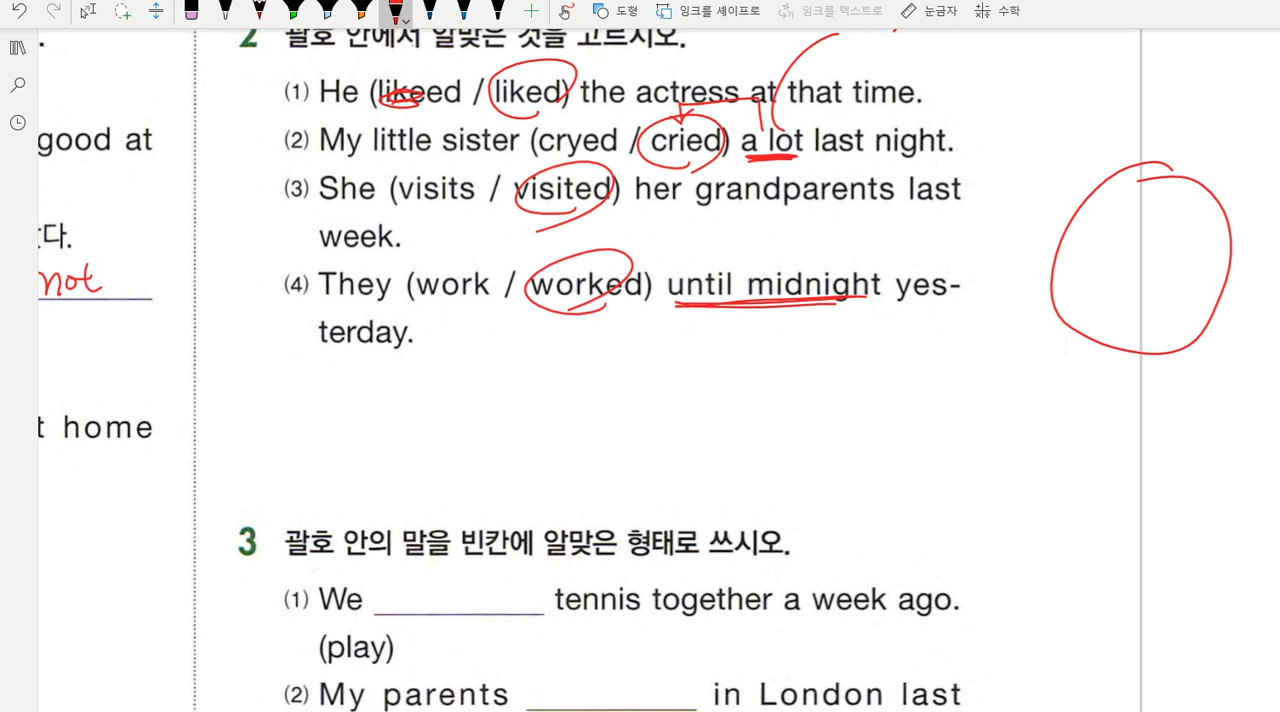 도형 잉크를 셰이프로 잉크를 텍스트로 눈금자 수학
.
good at
다.
not
t home
2 괄호 안에서 알맞은 것을 고르시오.
(1) He (likeed / liked) the actress at that time.
(2) My little sister (cryed / cried) a lot last night.
(3) She (visits / visited) her grandparents last
week.
(4) They (work / worked) until midnight yes-
terday.
3 괄호 안의 말을 빈칸에 알맞은 형태로 쓰시오.
(1) We ________ tennis together a week ago.
(play)
(2) My parents ________ in London last